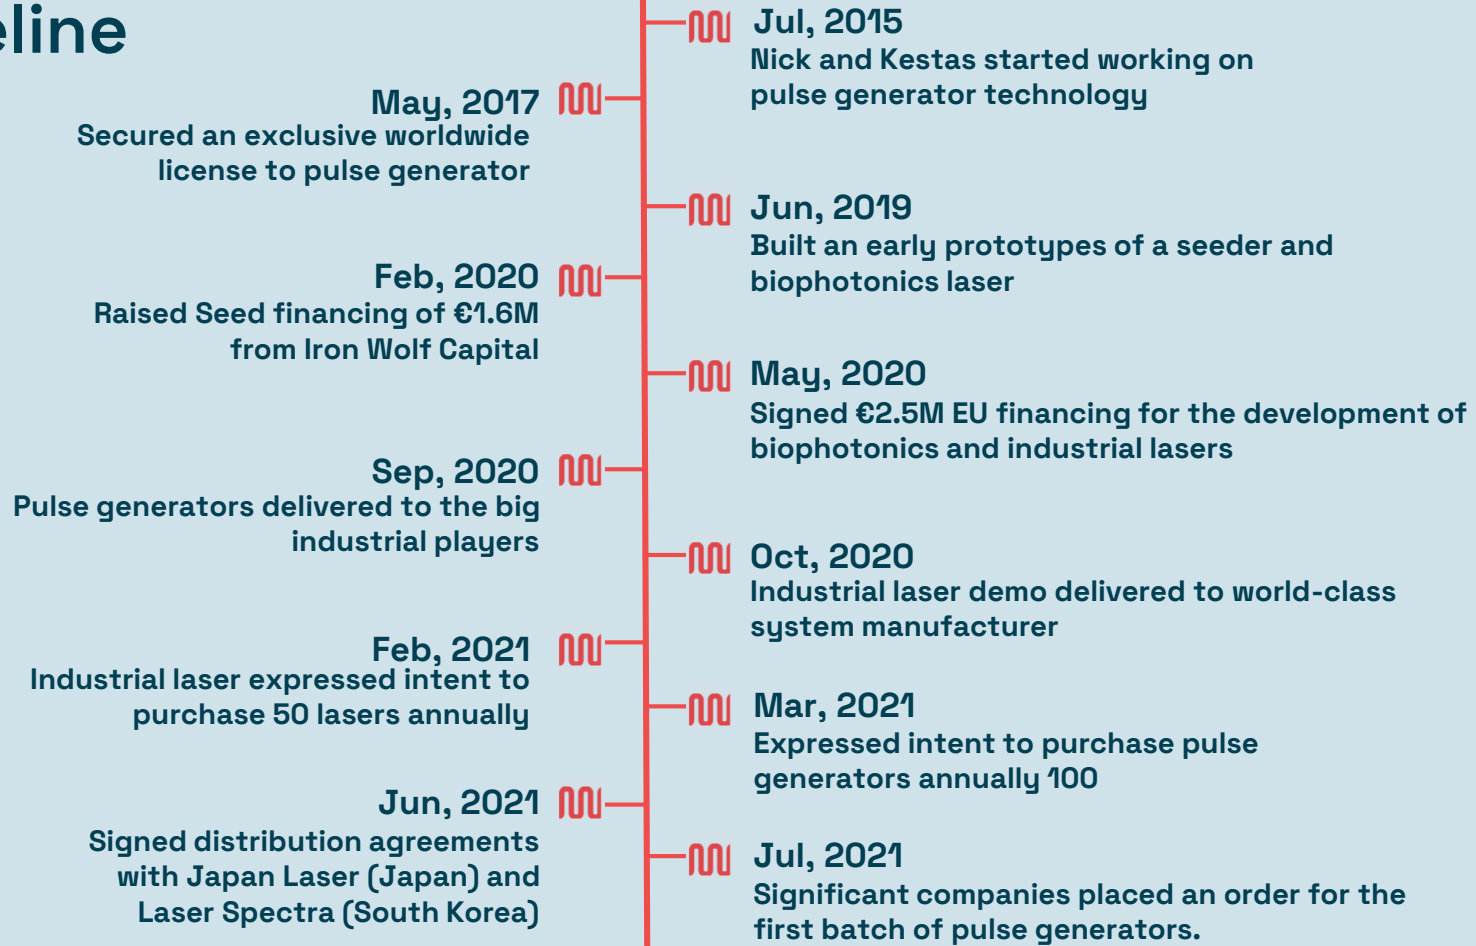 eline
Jul, 2015
Nick and Kestas started working on
pulse generator technology
May, 2017
Secured an exclusive worldwide
license to pulse generator
Jun, 2019
Built an early prototypes of a seeder and
biophotonics laser
Feb, 2020
Raised Seed financing of €1.6M
from Iron Wolf Capital
May, 2020
Signed €2.5M EU financing for the development of
biophotonics and industrial lasers
Sep, 2020
Pulse generators delivered to the big
industrial players
Oct, 2020
Industrial laser demo delivered to world-class
system manufacturer
Feb, 2021
Industrial laser expressed intent to
purchase 50 lasers annually
Mar, 2021
Expressed intent to purchase pulse
generators annually 100
Jun, 2021
Signed distribution agreements
with Japan Laser (Japan) and
Laser Spectra (South Korea)
Jul, 2021
Significant companies placed an order for the
first batch of pulse generators.